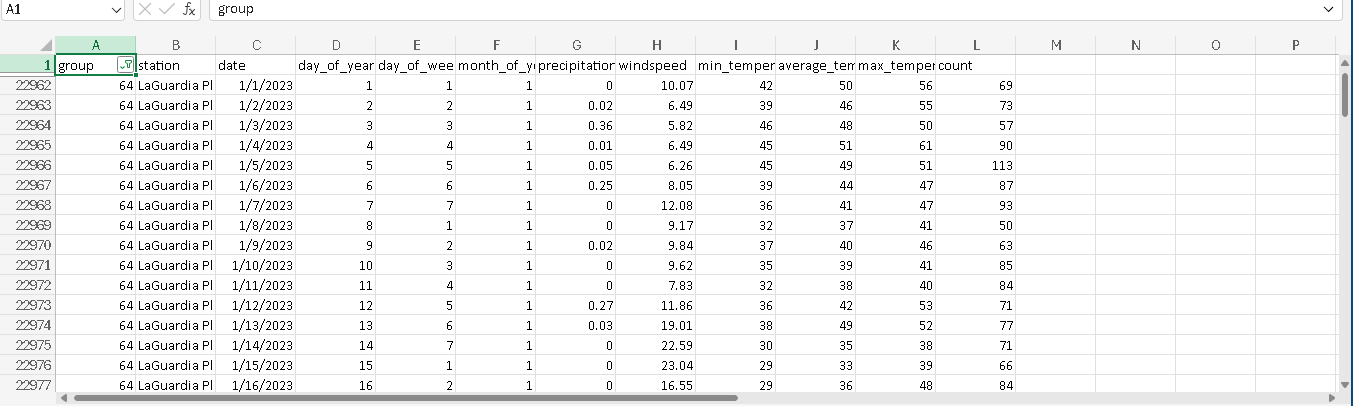 A1 fx group
A B C D E F G H I J K L M N O P
1 group station date day_of_year day_of_wee month_of_y precipitation windspeed min_temper average_tem max_temper count
22962 64 LaGuardia Pl 1/1/2023 1 1 1 0 10.07 42 50 56 69
22963 64 LaGuardia Pl 1/2/2023 2 2 1 0.02 6.49 39 46 55 73
22964 64 LaGuardia Pl 1/3/2023 3 3 1 0.36 5.82 46 48 50 57
22965 64 LaGuardia Pl 1/4/2023 4 4 1 0.01 6.49 45 51 61 90
22966 64 LaGuardia Pl 1/5/2023 5 5 1 0.05 6.26 45 49 51 113
22967 64 LaGuardia Pl 1/6/2023 6 6 1 0.25 8.05 39 44 47 87
22968 64 LaGuardia Pl 1/7/2023 7 7 1 0 12.08 36 41 47 93
22969 64 LaGuardia Pl 1/8/2023 8 1 1 0 9.17 32 37 41 50
22970 64 LaGuardia Pl 1/9/2023 9 2 1 0.02 9.84 37 40 46 63
22971 64 LaGuardia Pl 1/10/2023 10 3 1 0 9.62 35 39 41 85
22972 64 LaGuardia Pl 1/11/2023 11 4 1 0 7.83 32 38 40 84
22973 64 LaGuardia Pl 1/12/2023 12 5 1 0.27 11.86 36 42 53 71
22974 64 LaGuardia Pl 1/13/2023 13 6 1 0.03 19.01 38 49 52 77
22975 64 LaGuardia Pl 1/14/2023 14 7 1 0 22.59 30 35 38 71
22976 64 LaGuardia Pl 1/15/2023 15 1 1 0 23.04 29 33 39 66
22977 64 LaGuardia Pl 1/16/2023 16 2 1 0 16.55 29 36 48 84